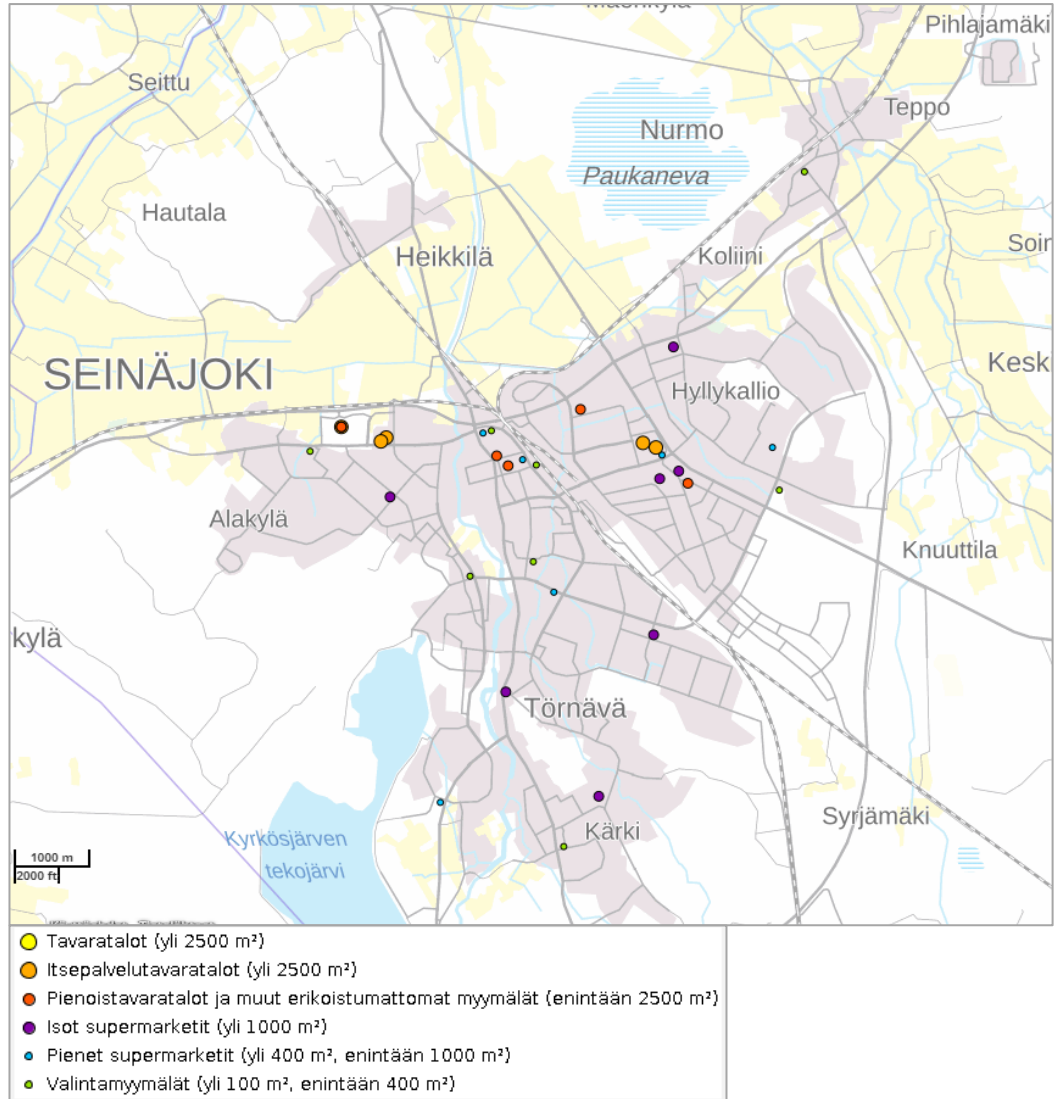 Pihlajamäki
Seittu
Teppo
Nurmo
Paukaneva
Hautala
Soin
Koliini
Heikkilä
SEINÄJOKI
Keski
Hyllykallio
Alakylä
Knuuttila
kylä
Törnävä
Syrjämäki
Kärki
Kyrkösjärven
tekojärvi
1000 m
2000 ft
Tavaratalot (yli 2500 m²)
Itsepalvelutavaratalot (yli 2500 m²)
Pienoistavaratalot ja muut erikoistumattomat myymälät (enintään 2500 m²)
Isot supermarketit (yli 1000 m²)
Pienet supermarketit (yli 400 m², enintään 1000 m²)
Valintamyymälät (yli 100 m², enintään 400 m²)